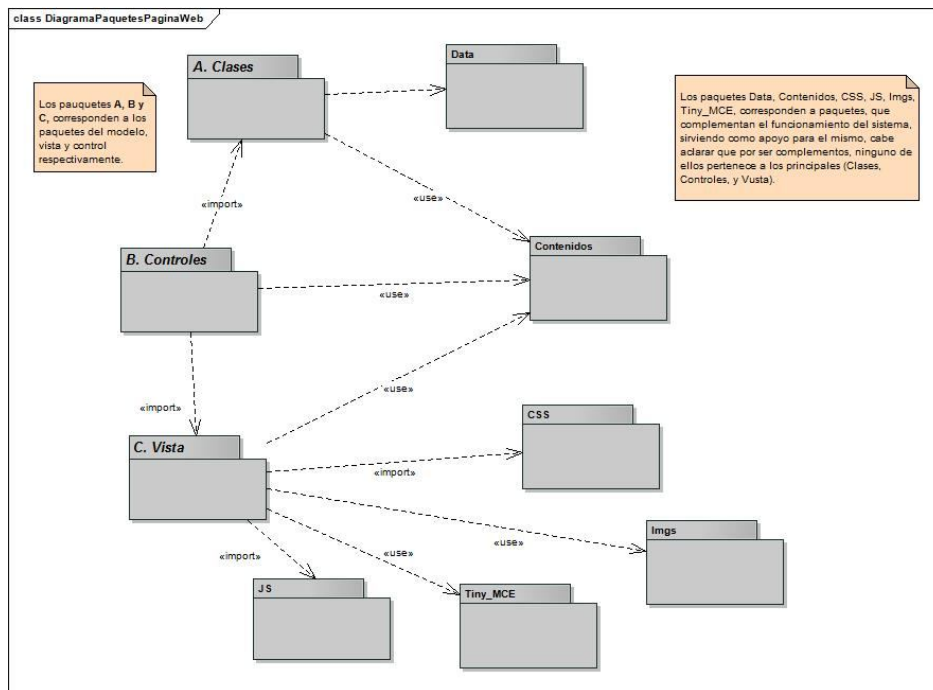 class DiagramaPaquetesPaginaWeb
A. Clases
Data
Los pauquetes A, B y
C, corresponden a los
paquetes del modelo,
vista y control
respectivamente.
Los paquetes Data, Contenidos, CSS, JS, Imgs,
Tiny_MCE, corresponden a paquetes, que
complementan el funcionamiento del sistema,
sirviendo como apoyo para el mismo, cabe
aclarar que por ser complementos, ninguno de
ellos pertenece a los principales (Clases,
Controles, y Vusta).
«import»
«use»
B. Controles
Contenidos
«use»
«use»
«import»
C. Vista
CSS
«import»
Imgs
«use»
«import»
«use»
JS
Tiny_MCE